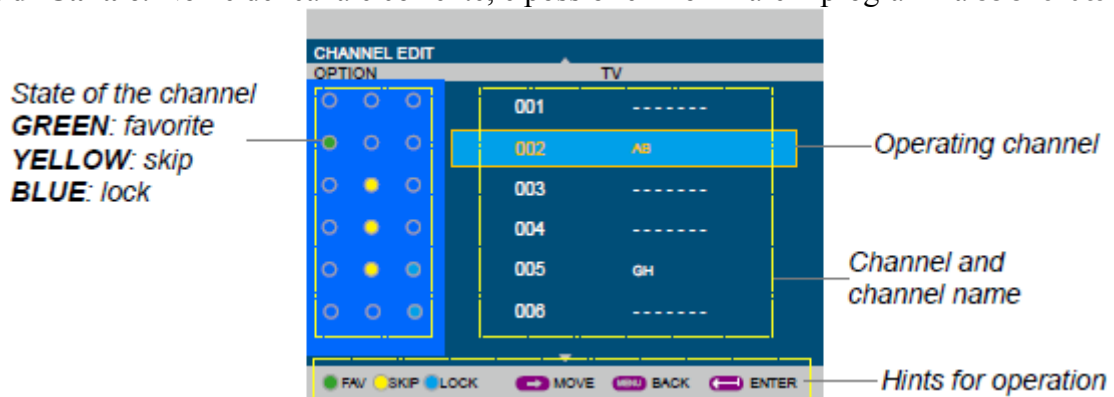 CHANNEL EDIT
OPTION TV
State of the channel
GREEN: favorite
YELLOW: skip
BLUE: lock
001 -------
002 AB
003 -------
004 -------
005 GH
006 -------
Operating channel
Channel and
channel name
FAV SKIP LOCK MOVE MENU BACK ENTER
Hints for operation